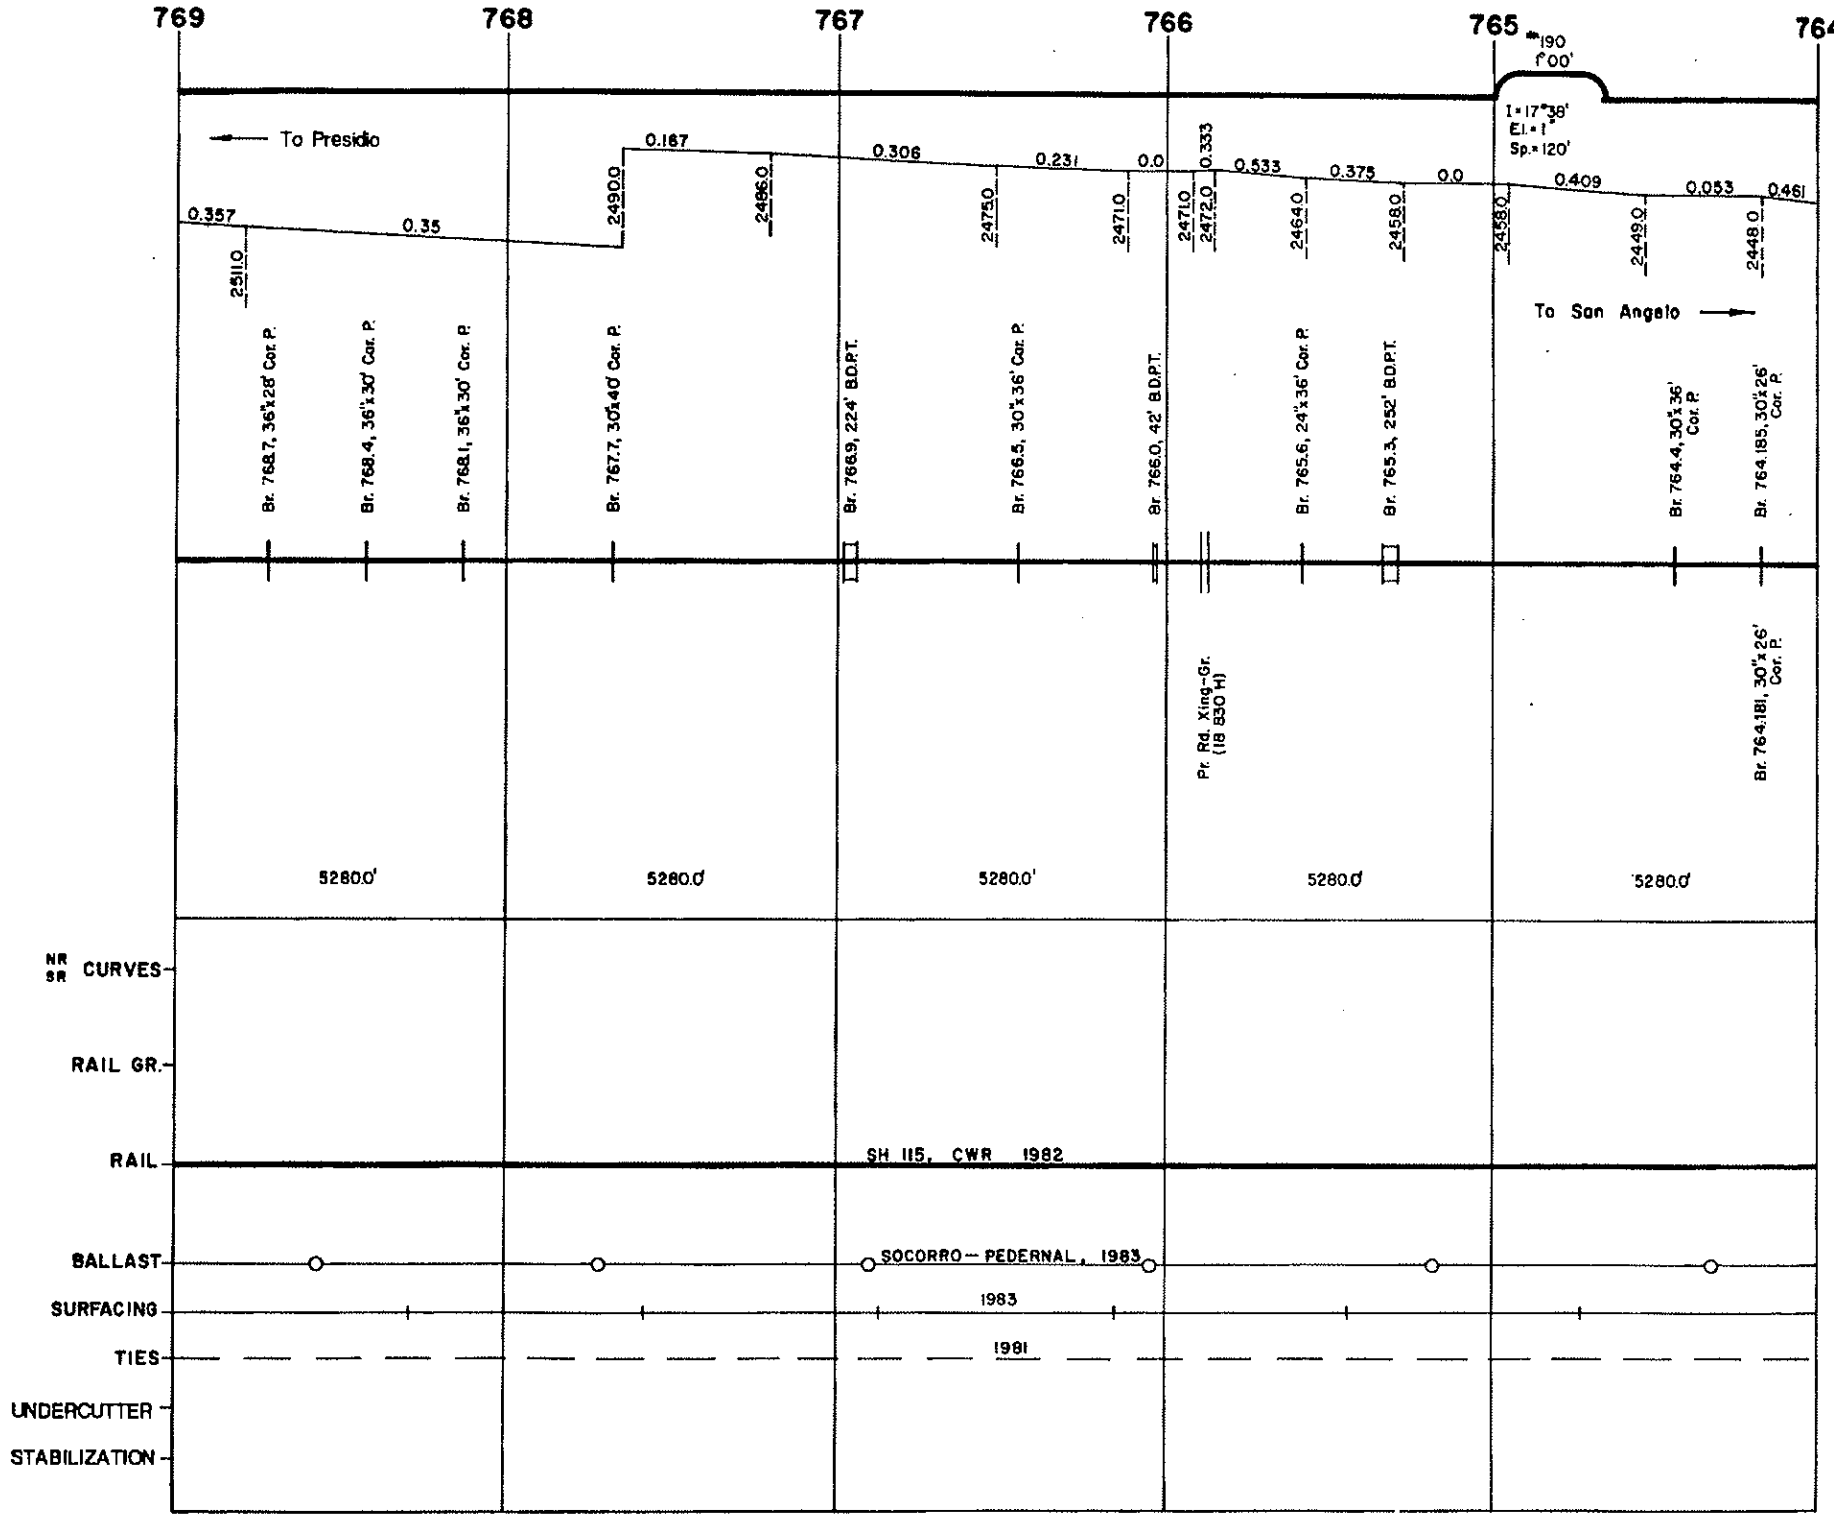 769
768
767
766
765
764
#190
1°00'
I=17°38'
El.=1"
Sp.=120'
To Presidio
0.167
0.306
0.231
0.0
0.333
0.533
0.375
0.0
0.409
0.053
0.461
0.357
0.35
2511.0
2490.0
2486.0
2475.0
2471.0
2471.0
2472.0
2464.0
2458.0
2458.0
2449.0
2448.0
To San Angelo
Br. 768.7, 36"x28' Cor. P.
Br. 768.4, 36"x30' Cor. P.
Br. 768.1, 36"x30' Cor. P.
Br. 767.7, 30"x40' Cor. P.
Br. 766.9, 224' B.D.P.T.
Br. 766.5, 30"x36' Cor. P.
Br. 766.0, 42' B.D.P.T.
Br. 765.6, 24"x36' Cor. P.
Br. 765.3, 252' B.D.P.T.
Br. 764.4, 30"x36'
Cor. P.
Br. 764.185, 30"x26'
Cor. P.
Pr. Rd. Xing-Gr.
(18 830 H)
Br. 764.181, 30"x26'
Cor. P.
5280.0'
5280.0'
5280.0'
5280.0'
5280.0'
NR
SR
CURVES
RAIL GR.
RAIL
SH 115, CWR 1982
BALLAST
SOCORRO-PEDERNAL, 1983
SURFACING
1983
TIES
1981
UNDERCUTTER
STABILIZATION